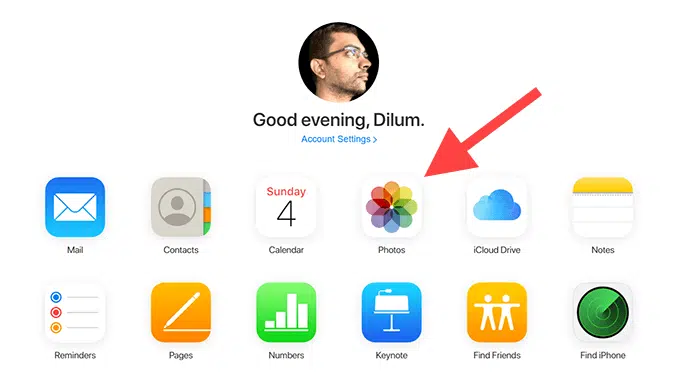 Good evening, Dilum.
Account Settings >
Sunday
4
Mail
Contacts
Calendar
Photos
iCloud Drive
Notes
Reminders
Pages
Numbers
Keynote
Find Friends
Find iPhone